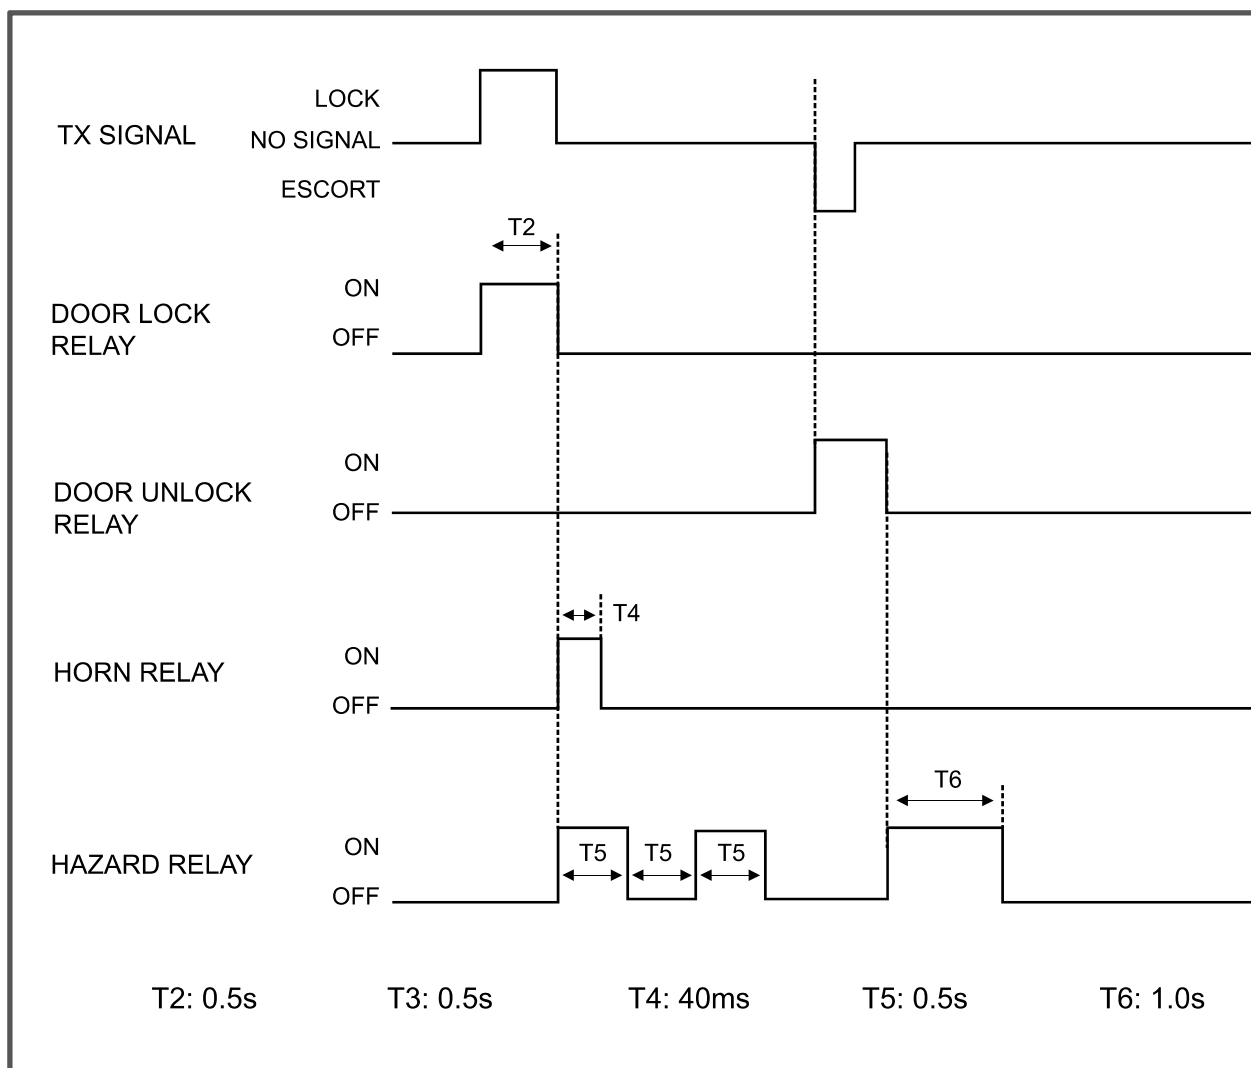 LOCK
TX SIGNAL NO SIGNAL
ESCORT
T2
ON
DOOR LOCK
RELAY
OFF
ON
DOOR UNLOCK
RELAY
OFF
T4
ON
HORN RELAY
OFF
T6
ON
T5 T5 T5
HAZARD RELAY
OFF
T2: 0.5s T3: 0.5s T4: 40ms T5: 0.5s T6: 1.0s